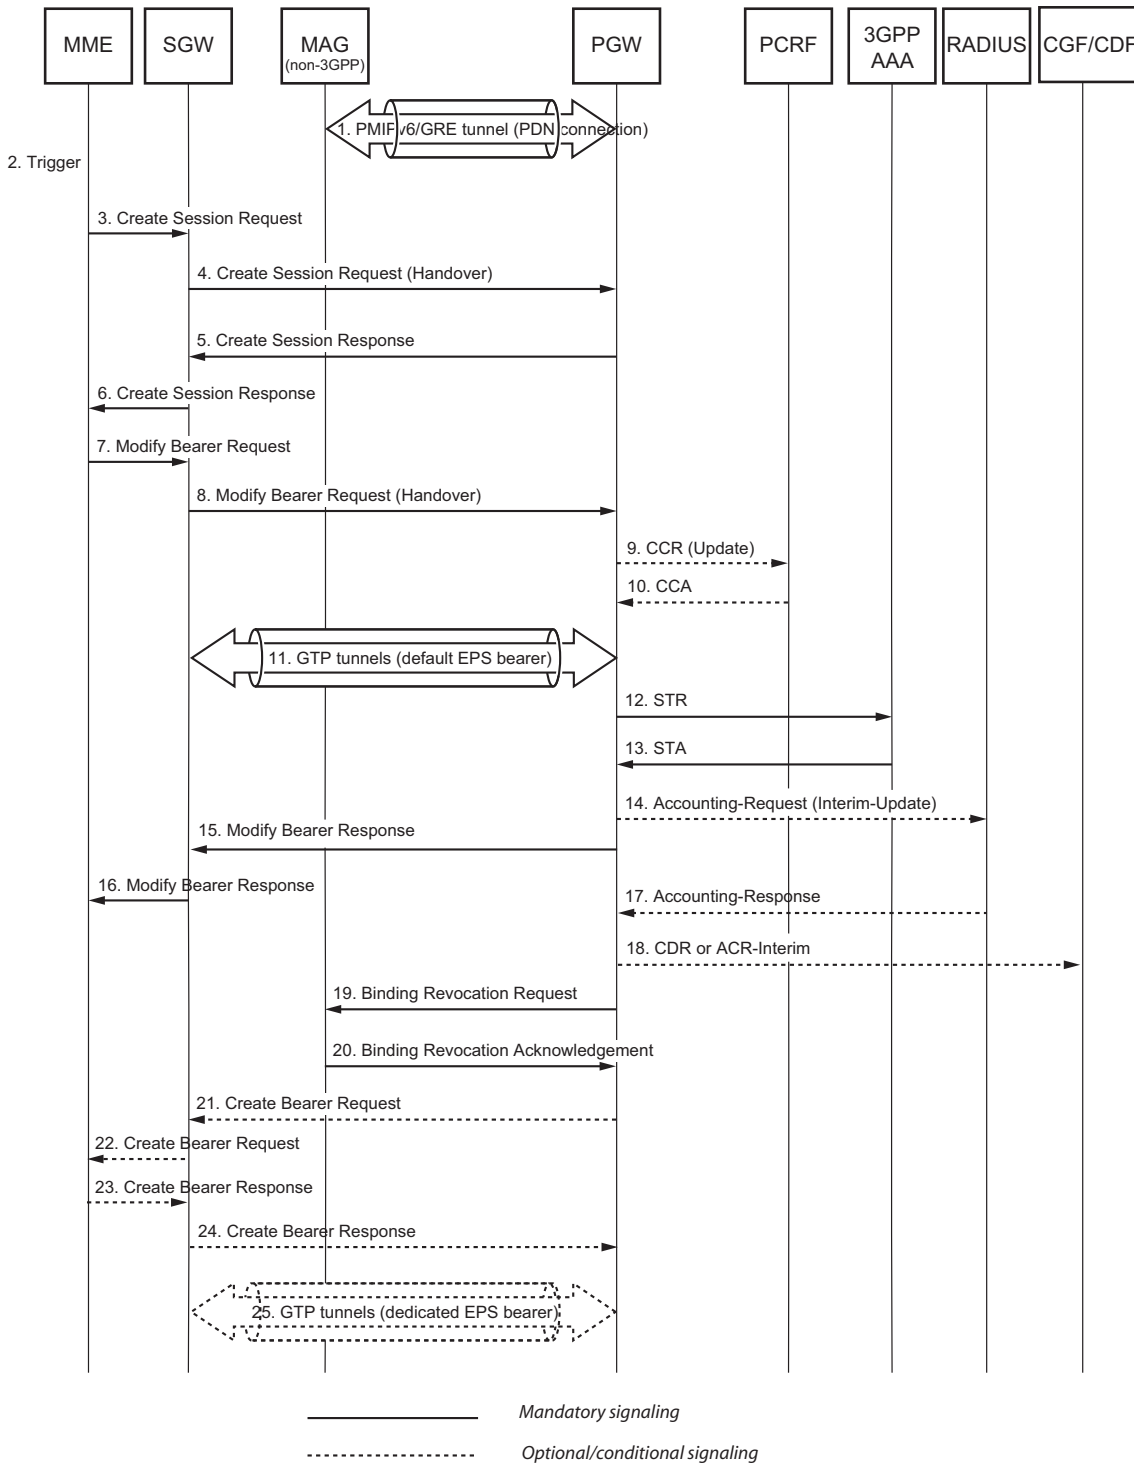 MME
SGW
MAG
(non-3GPP)
PGW
PCRF
3GPP
AAA
RADIUS
CGF/CDF
1. PMIPv6/GRE tunnel (PDN connection)
2. Trigger
3. Create Session Request
4. Create Session Request (Handover)
5. Create Session Response
6. Create Session Response
7. Modify Bearer Request
8. Modify Bearer Request (Handover)
9. CCR (Update)
10. CCA
11. GTP tunnels (default EPS bearer)
12. STR
13. STA
14. Accounting-Request (Interim-Update)
15. Modify Bearer Response
16. Modify Bearer Response
17. Accounting-Response
18. CDR or ACR-Interim
19. Binding Revocation Request
20. Binding Revocation Acknowledgement
21. Create Bearer Request
22. Create Bearer Request
23. Create Bearer Response
24. Create Bearer Response
25. GTP tunnels (dedicated EPS bearer)
Mandatory signaling
Optional/conditional signaling